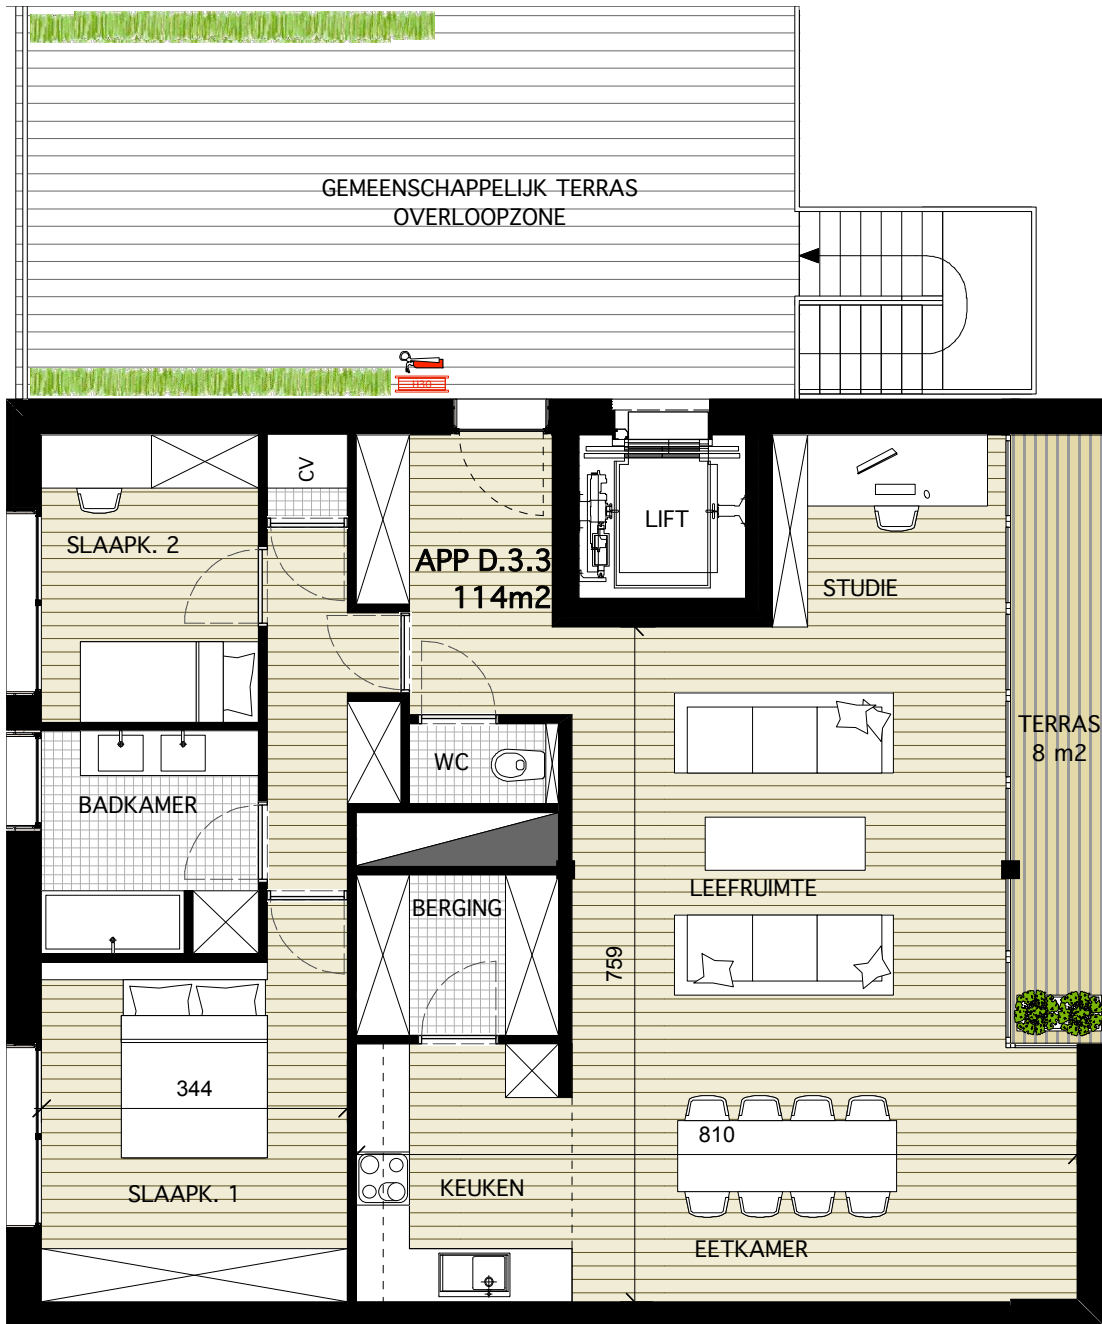 GEMEENSCHAPPELIJK TERRAS
OVERLOOPZONE
CV
LIFT
SLAAPK. 2
APP D.3.3
114m2
STUDIE
TERRAS
8 m2
WC
BADKAMER
LEEFRUIMTE
BERGING
759
344
810
SLAAPK. 1
KEUKEN
EETKAMER